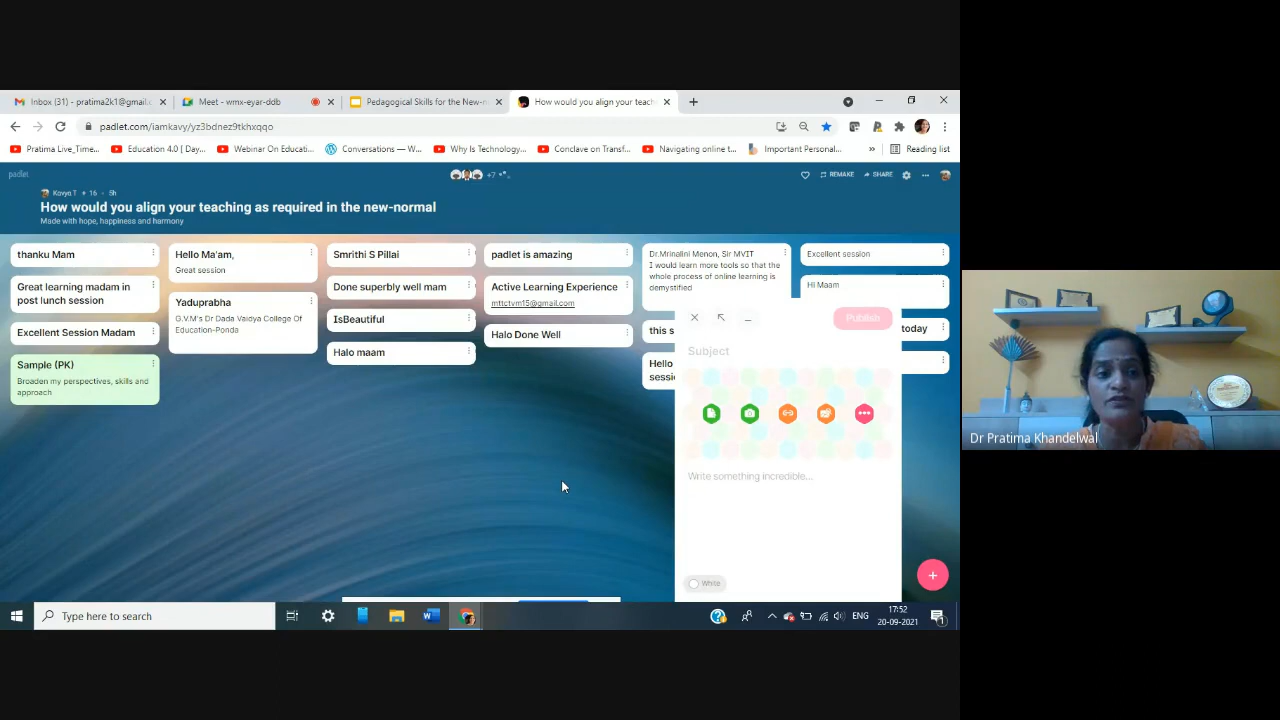 Inbox (31) - pratima2k1@gmail.c
Meet - wmx-eyar-ddb
Pedagogical Skills for the New-n
How would you align your teach
padlet.com/iamkavy/yz3bdnez9tkhxqqo
Pratima Live_Time...
Education 4.0 [ Day...
Webinar On Educati...
Conversations — W...
Why Is Technology...
Conclave on Transf...
Navigating online t...
Important Personal...
»
Reading list
padlet
+7
REMAKE
SHARE
Kavya T + 16 • 5h
How would you align your teaching as required in the new-normal
Made with hope, happiness and harmony
thanku Mam
Great learning madam in
post lunch session
Excellent Session Madam
Sample (PK)
Broaden my perspectives, skills and
approach
Hello Ma'am,
Great session
Yaduprabha
G.V.M's Dr Dada Vaidya College Of
Education-Ponda
Smrithi S Pillai
Done superbly well mam
IsBeautiful
Halo maam
padlet is amazing
Active Learning Experience
mttctvm15@gmail.com
Halo Done Well
Dr.Mrinalini Menon, Sir MVIT
I would learn more tools so that the
whole process of online learning is
demystified
this s
Hello
sessi
Excellent session
Hi Maam
today
Publish
Subject
Write something incredible...
White
Type here to search
ENG
17:52
20-09-2021
Dr Pratima Khandelwal